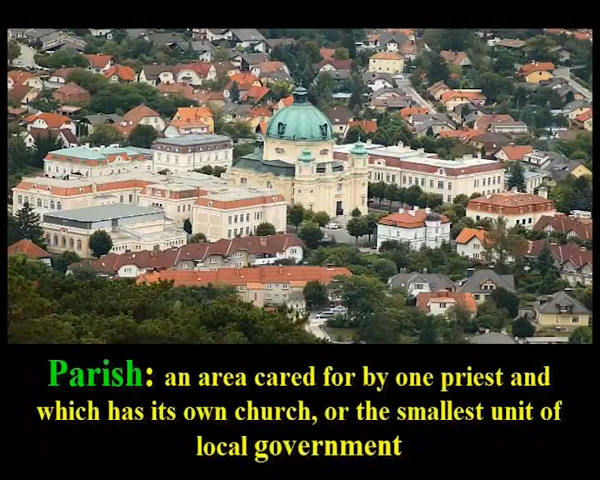 Parish: an area cared for by one priest and
which has its own church, or the smallest unit of
local government